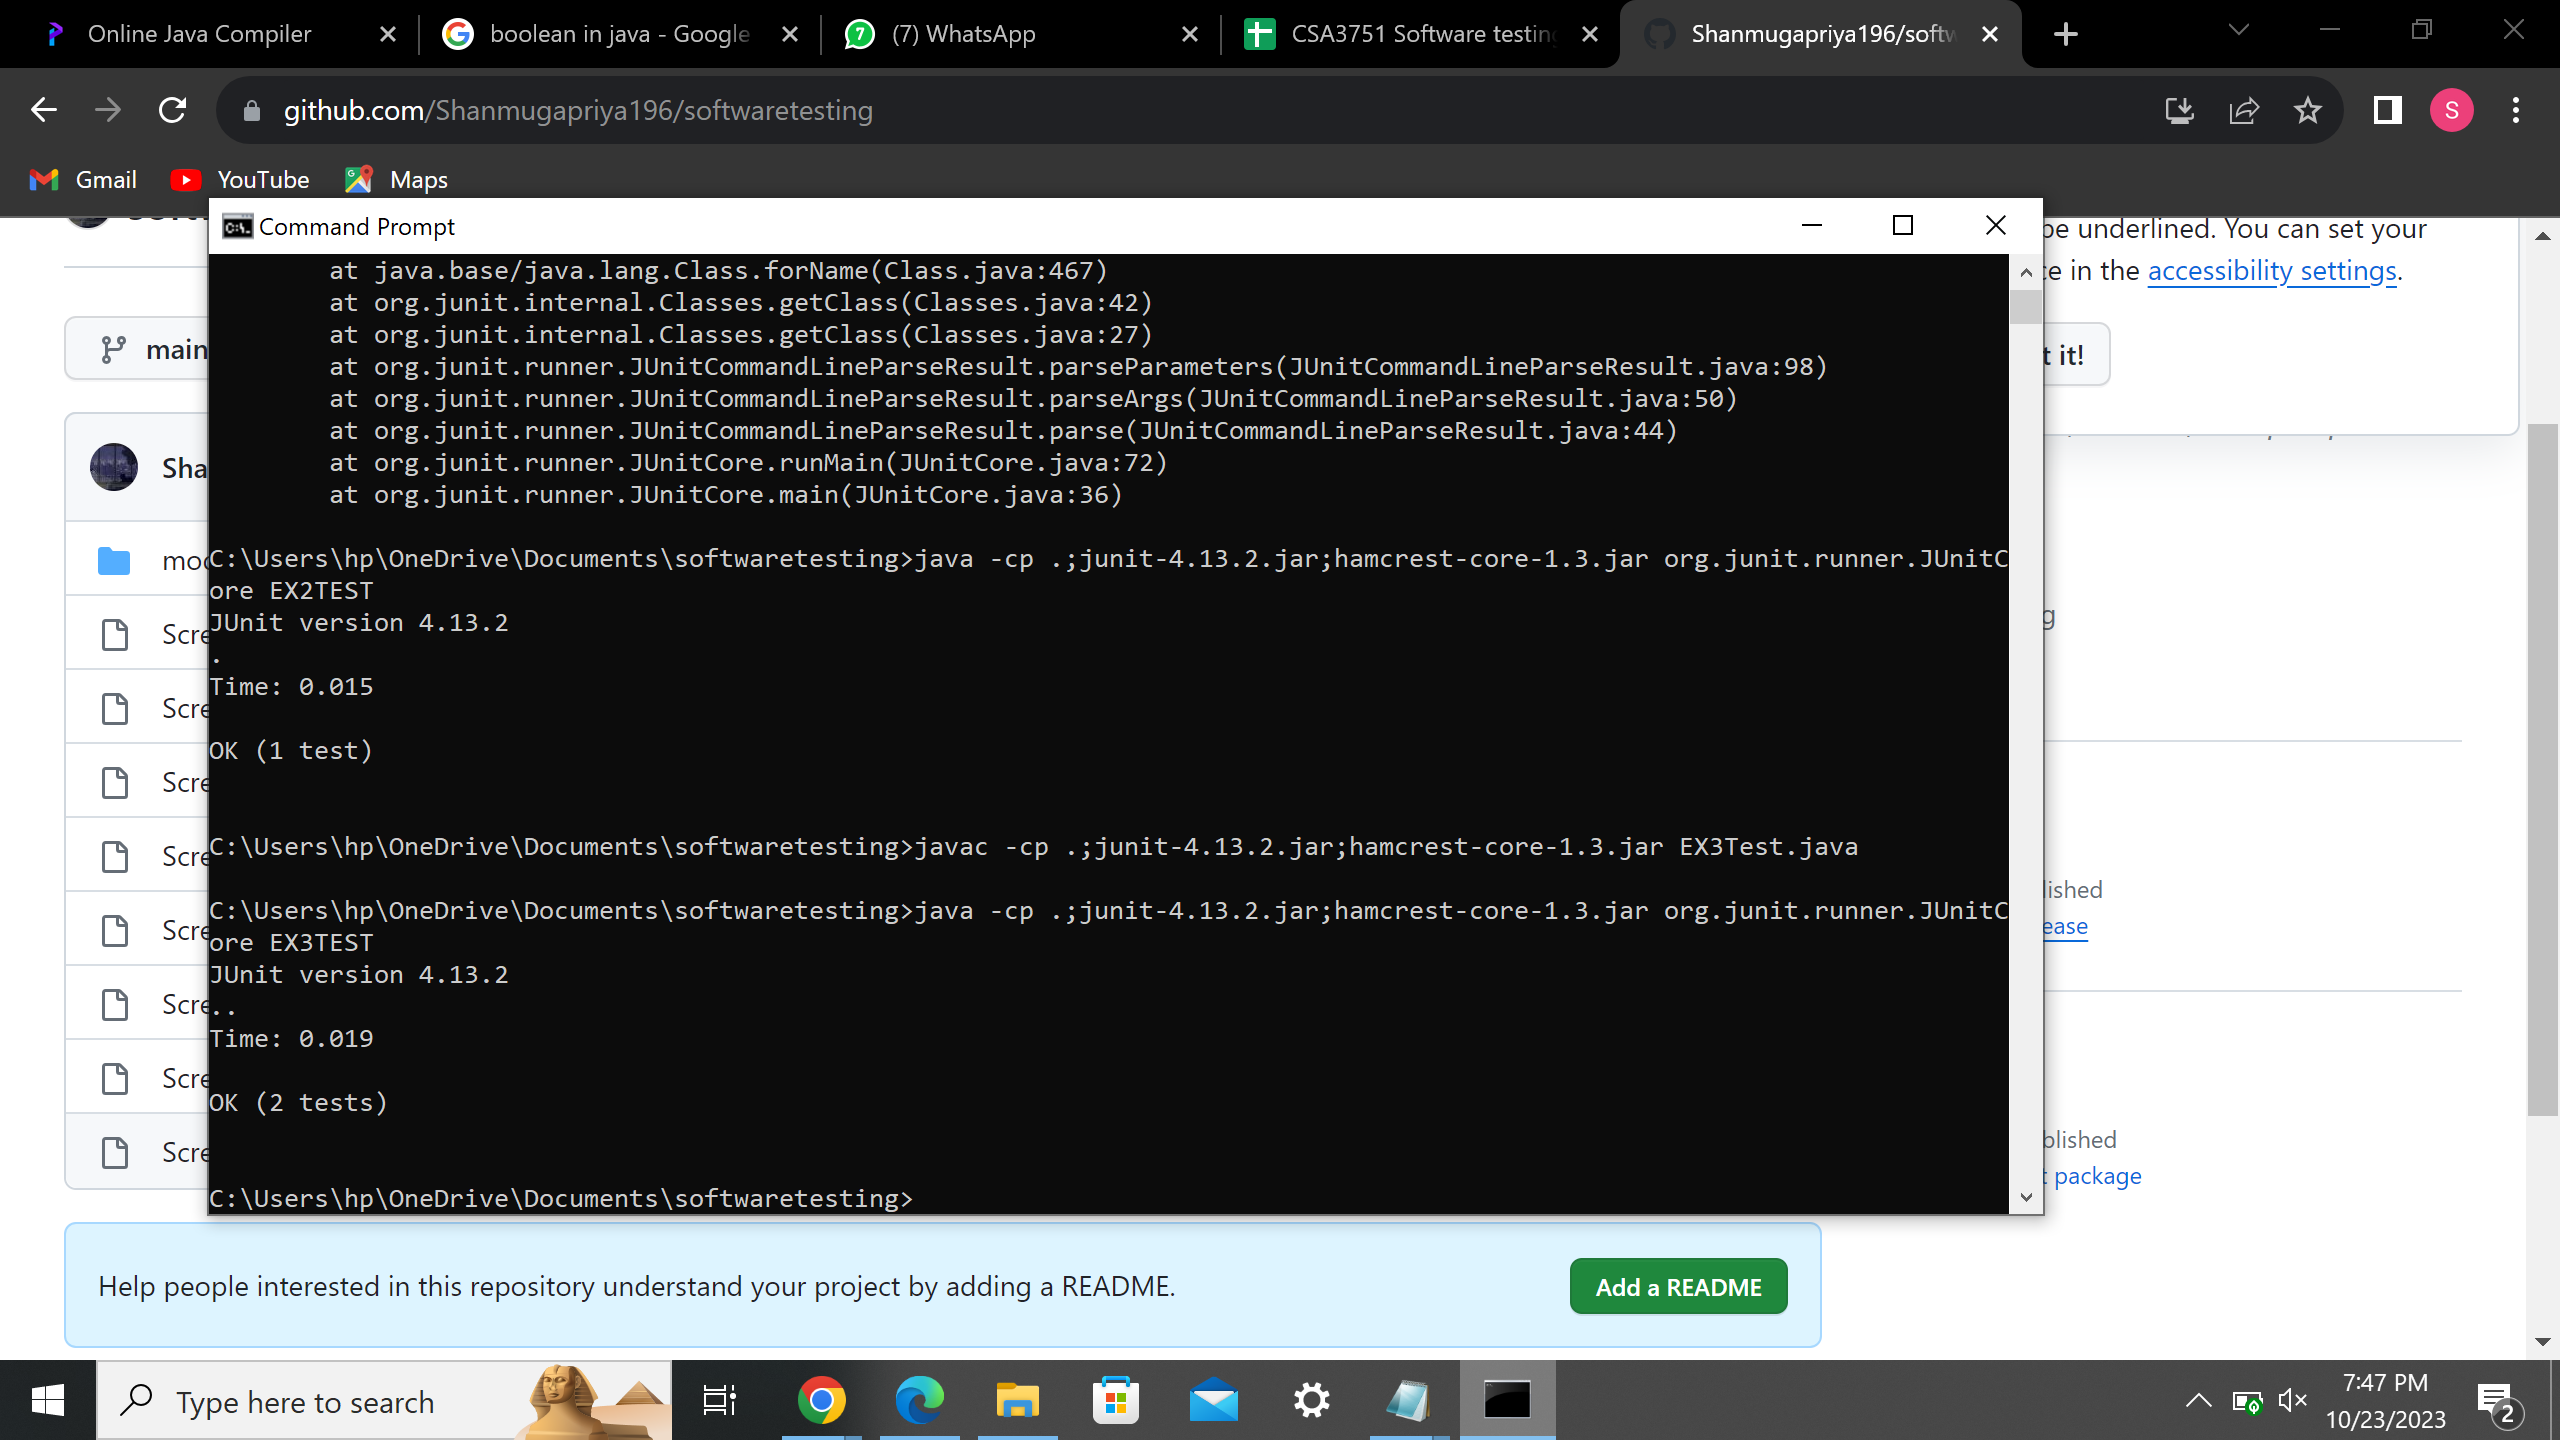 Online Java Compiler
boolean in java - Google
(7) WhatsApp
CSA3751 Software testing
Shanmugapriya196/softw
github.com/Shanmugapriya196/softwaretesting
S
Gmail
YouTube
Maps
Command Prompt
be underlined. You can set your
ce in the accessibility settings.
t it!
main
Sha
moc
Scre
Scre
Scre
Scre
Scre
Scre
Scre
Scre
at java.base/java.lang.Class.forName(Class.java:467)
at org.junit.internal.Classes.getClass(Classes.java:42)
at org.junit.internal.Classes.getClass(Classes.java:27)
at org.junit.runner.JUnitCommandLineParseResult.parseParameters(JUnitCommandLineParseResult.java:98)
at org.junit.runner.JUnitCommandLineParseResult.parseArgs(JUnitCommandLineParseResult.java:50)
at org.junit.runner.JUnitCommandLineParseResult.parse(JUnitCommandLineParseResult.java:44)
at org.junit.runner.JUnitCore.runMain(JUnitCore.java:72)
at org.junit.runner.JUnitCore.main(JUnitCore.java:36)
C:\Users\hp\OneDrive\Documents\softwaretesting>java -cp .;junit-4.13.2.jar;hamcrest-core-1.3.jar org.junit.runner.JUnitC
ore EX2TEST
JUnit version 4.13.2
.
Time: 0.015
OK (1 test)
C:\Users\hp\OneDrive\Documents\softwaretesting>javac -cp .;junit-4.13.2.jar;hamcrest-core-1.3.jar EX3Test.java
C:\Users\hp\OneDrive\Documents\softwaretesting>java -cp .;junit-4.13.2.jar;hamcrest-core-1.3.jar org.junit.runner.JUnitC
ore EX3TEST
JUnit version 4.13.2
..
Time: 0.019
OK (2 tests)
C:\Users\hp\OneDrive\Documents\softwaretesting>
g
lished
ease
blished
t package
Help people interested in this repository understand your project by adding a README.
Add a README
Type here to search
7:47 PM
10/23/2023
2